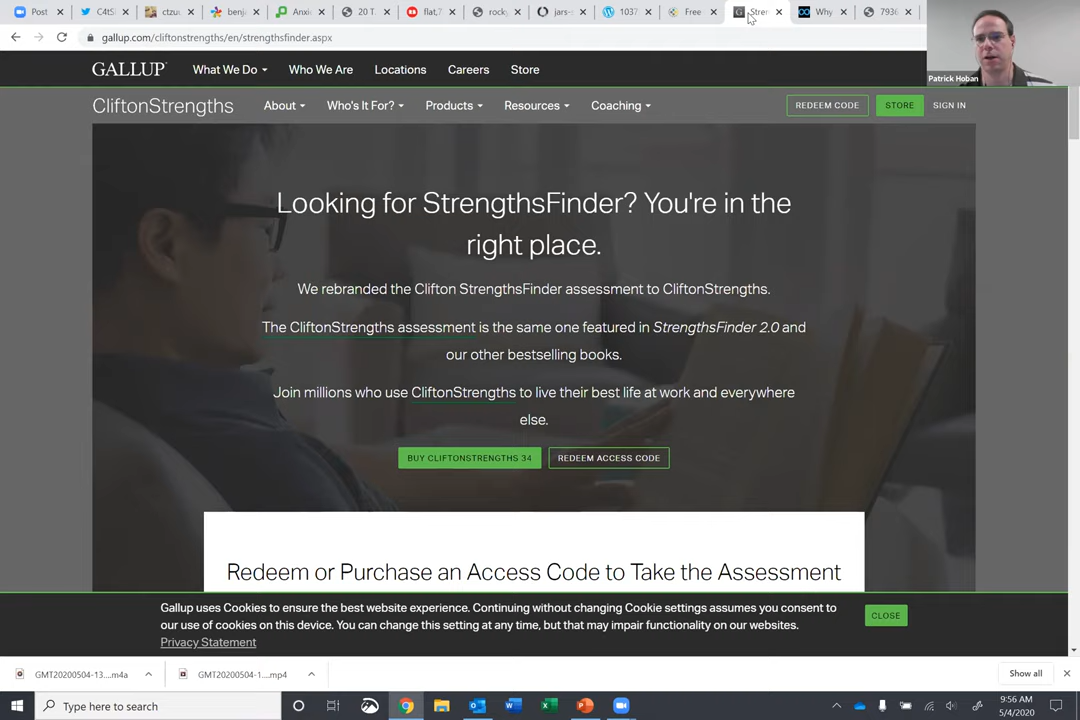 Post
C4tSl
ctzu
benj
Anxi
20 T
flat,7
rock
jars-s
1037
Free
Stren
Why
7936
gallup.com/cliftonstrengths/en/strengthsfinder.aspx
Patrick Hoban
GALLUP
What We Do
Who We Are
Locations
Careers
Store
CliftonStrengths
About
Who's It For?
Products
Resources
Coaching
REDEEM CODE
STORE
SIGN IN
Looking for StrengthsFinder? You're in the
right place.
We rebranded the Clifton StrengthsFinder assessment to CliftonStrengths.
The CliftonStrengths assessment is the same one featured in StrengthsFinder 2.0 and
our other bestselling books.
Join millions who use CliftonStrengths to live their best life at work and everywhere
else.
BUY CLIFTONSTRENGTHS 34
REDEEM ACCESS CODE
Redeem or Purchase an Access Code to Take the Assessment
Gallup uses Cookies to ensure the best website experience. Continuing without changing Cookie settings assumes you consent to
our use of cookies on this device. You can change this setting at any time, but that may impair functionality on our websites.
Privacy Statement
CLOSE
GMT20200504-13....m4a
GMT20200504-1....mp4
Show all
Type here to search
9:56 AM
5/4/2020